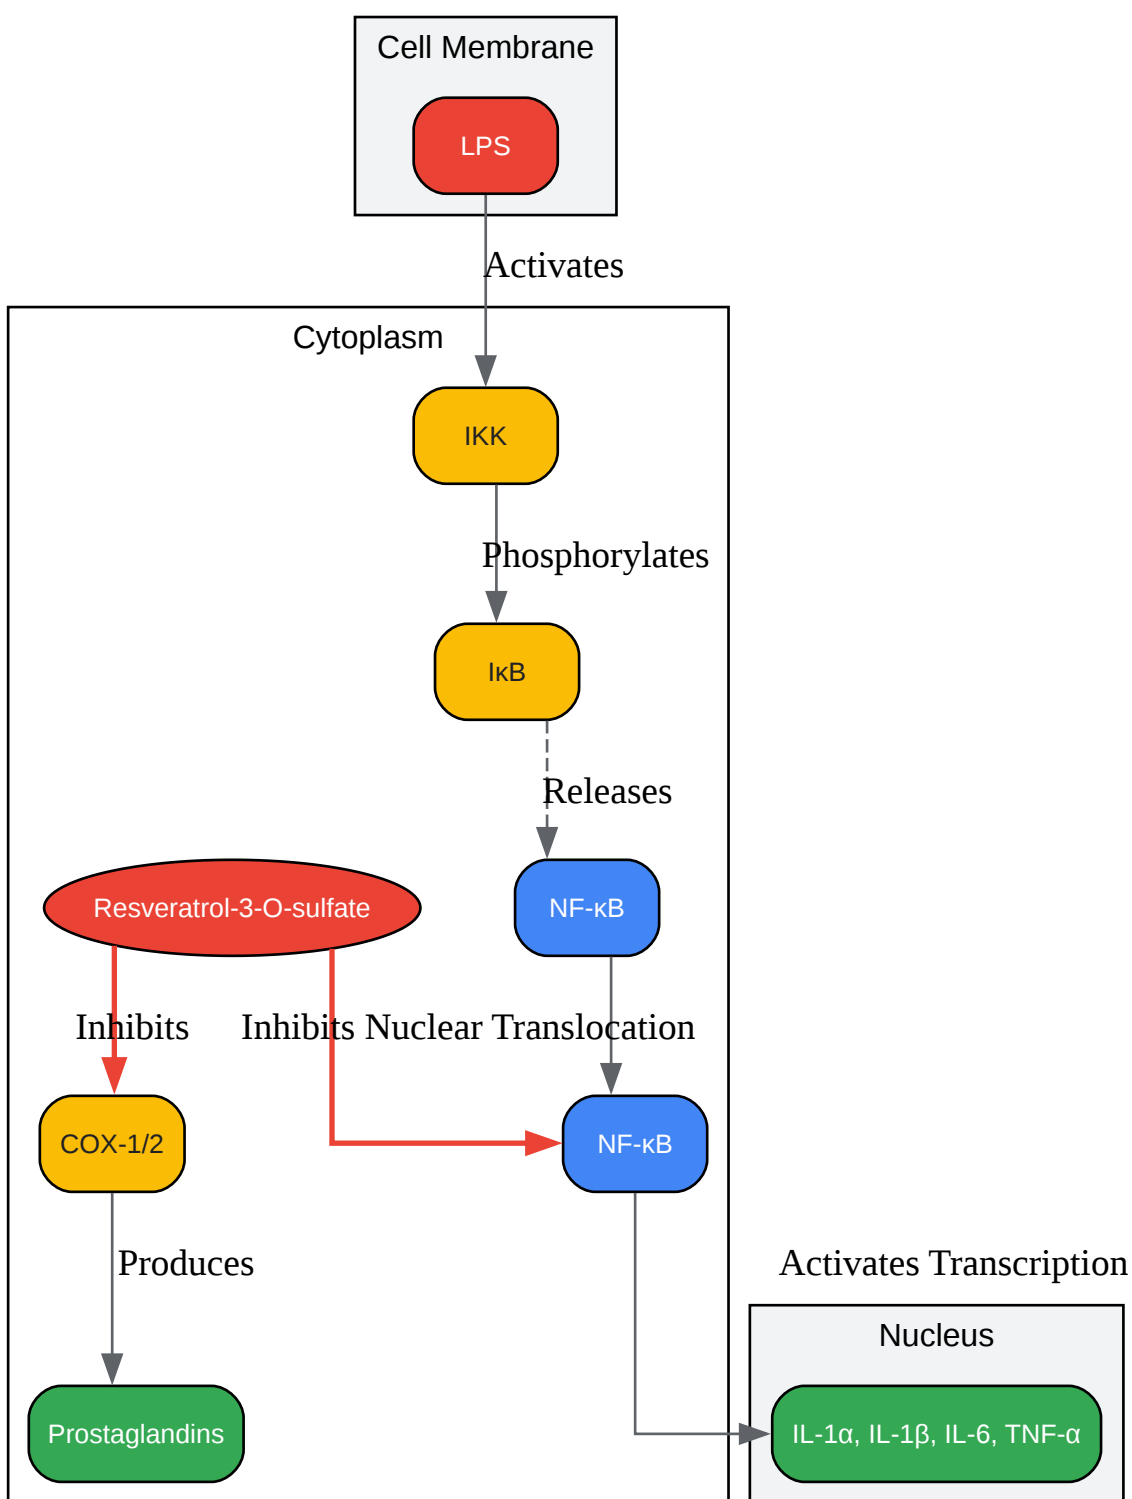 Cell Membrane
LPS
Activates
Cytoplasm
IKK
Phosphorylates
IκB
Releases
Resveratrol-3-O-sulfate
NF-κB
Inhibits
Inhibits Nuclear Translocation
COX-1/2
NF-κB
Produces
Activates Transcription
Nucleus
Prostaglandins
IL-1α, IL-1β, IL-6, TNF-α